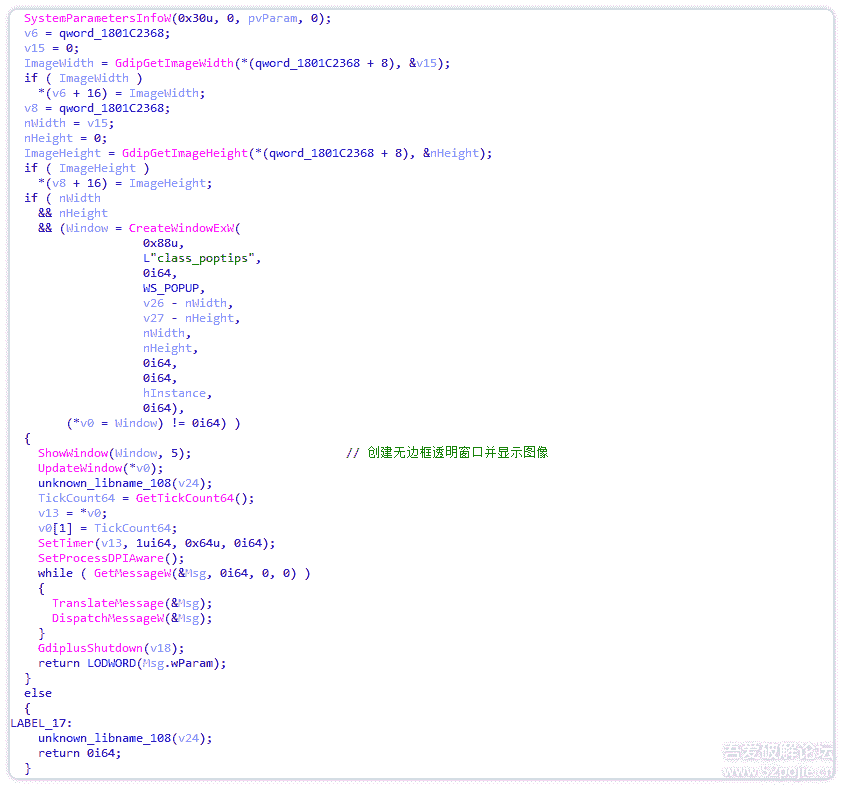 SystemParametersInfoW(0x30u, 0, pvParam, 0);
v6 = qword_1801C2368;
v15 = 0;
ImageWidth = GdipGetImageWidth(*(qword_1801C2368 + 8), &v15);
if ( ImageWidth )
*(v6 + 16) = ImageWidth;
v8 = qword_1801C2368;
nWidth = v15;
nHeight = 0;
ImageHeight = GdipGetImageHeight(*(qword_1801C2368 + 8), &nHeight);
if ( ImageHeight )
*(v8 + 16) = ImageHeight;
if ( nWidth
&& nHeight
&& (Window = CreateWindowExW(
0x88u,
L"class_poptips",
0i64,
WS_POPUP,
v26 - nWidth,
v27 - nHeight,
nWidth,
nHeight,
0i64,
0i64,
hInstance,
0i64),
(*v0 = Window) != 0i64) )
{
ShowWindow(Window, 5); // 创建无边框透明窗口并显示图像
UpdateWindow(*v0);
unknown_libname_108(v24);
TickCount64 = GetTickCount64();
v13 = *v0;
v0[1] = TickCount64;
SetTimer(v13, 1ui64, 0x64u, 0i64);
SetProcessDPIAware();
while ( GetMessageW(&Msg, 0i64, 0, 0) )
{
TranslateMessage(&Msg);
DispatchMessageW(&Msg);
}
GdiplusShutdown(v18);
return LODWORD(Msg.wParam);
}
else
{
LABEL_17:
unknown_libname_108(v24);
return 0i64;
}
吾爱破解论坛
www.52pojie.cn